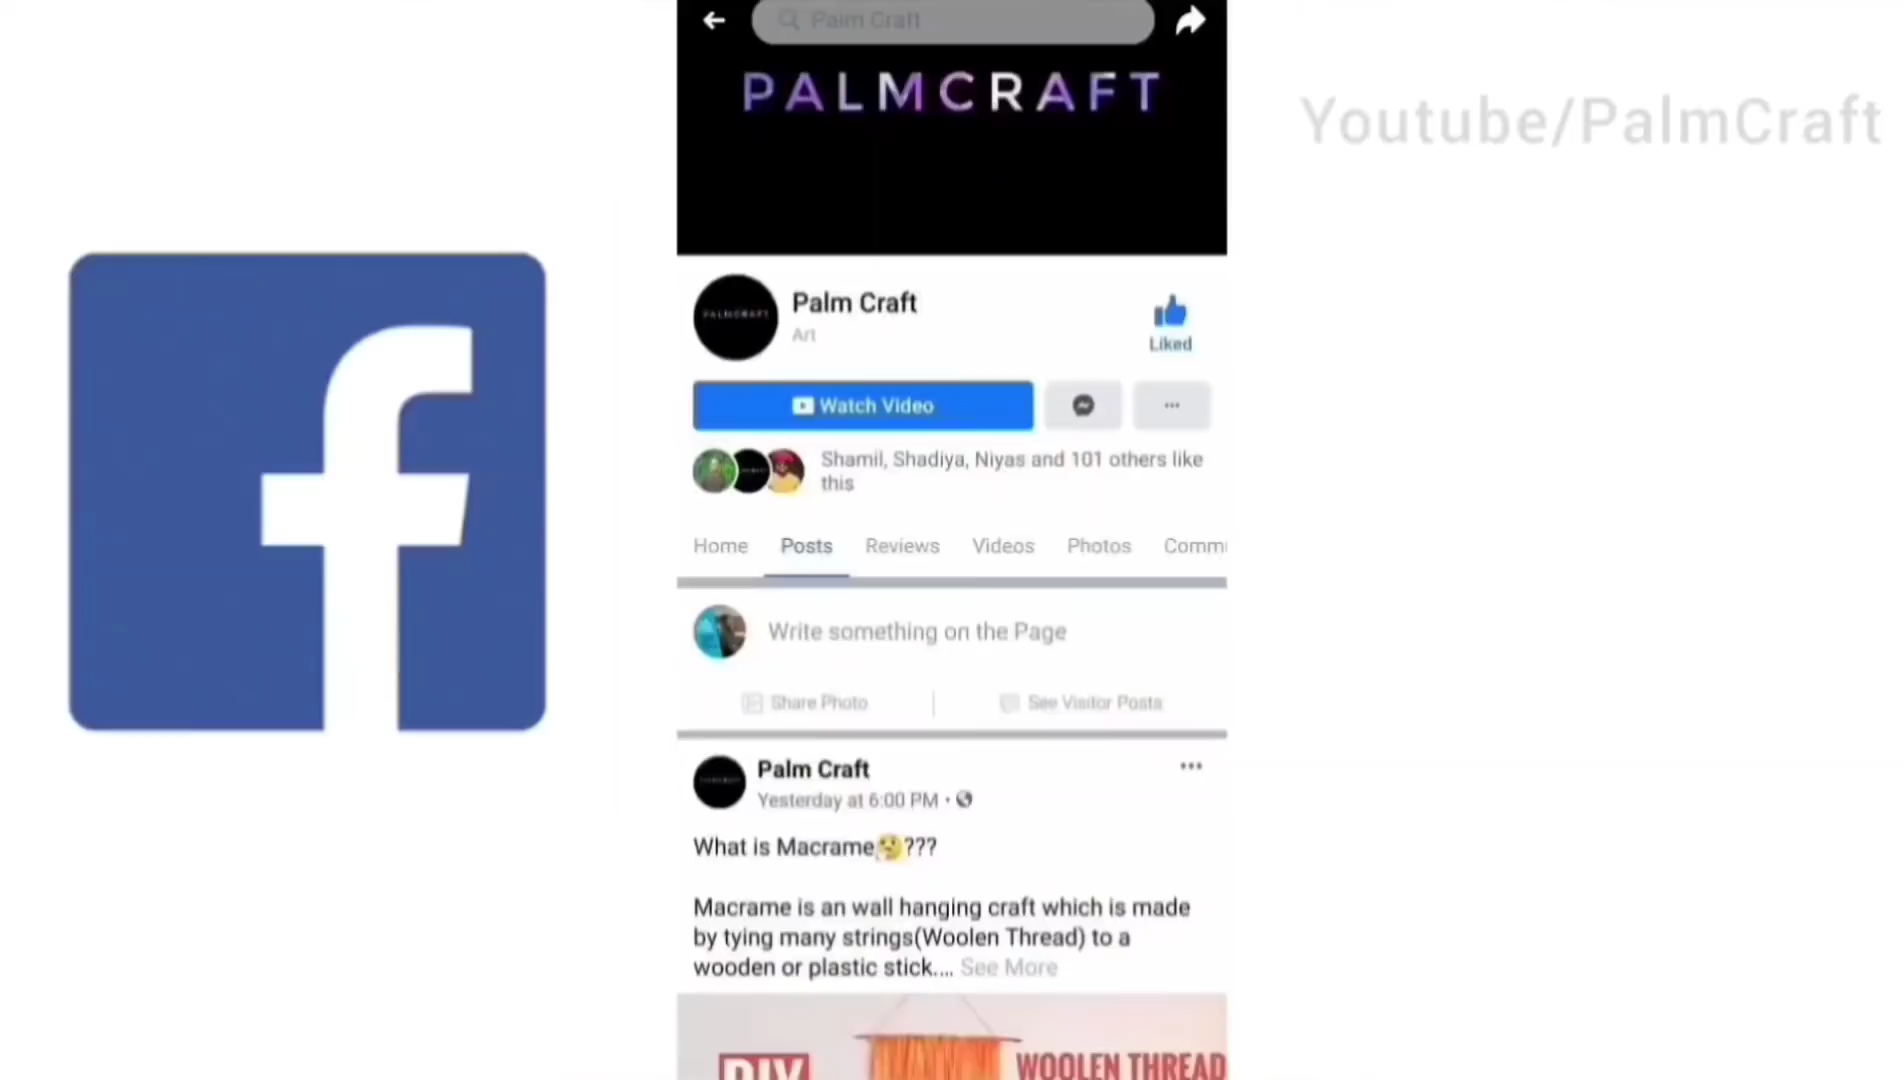 Palm Craft
PALMCRAFT
Youtube/PalmCraft
PALMCRAFT
Palm Craft
Art
Liked
Watch Video
Shamil, Shadiya, Niyas and 101 others like
this
Home Posts Reviews Videos Photos Comm
Write something on the Page
Share Photo See Visitor Posts
Palm Craft
Yesterday at 6:00 PM
What is Macrame🤔???
Macrame is an wall hanging craft which is made
by tying many strings(Woolen Thread) to a
wooden or plastic stick.... See More
DIY WOOLEN THREAD